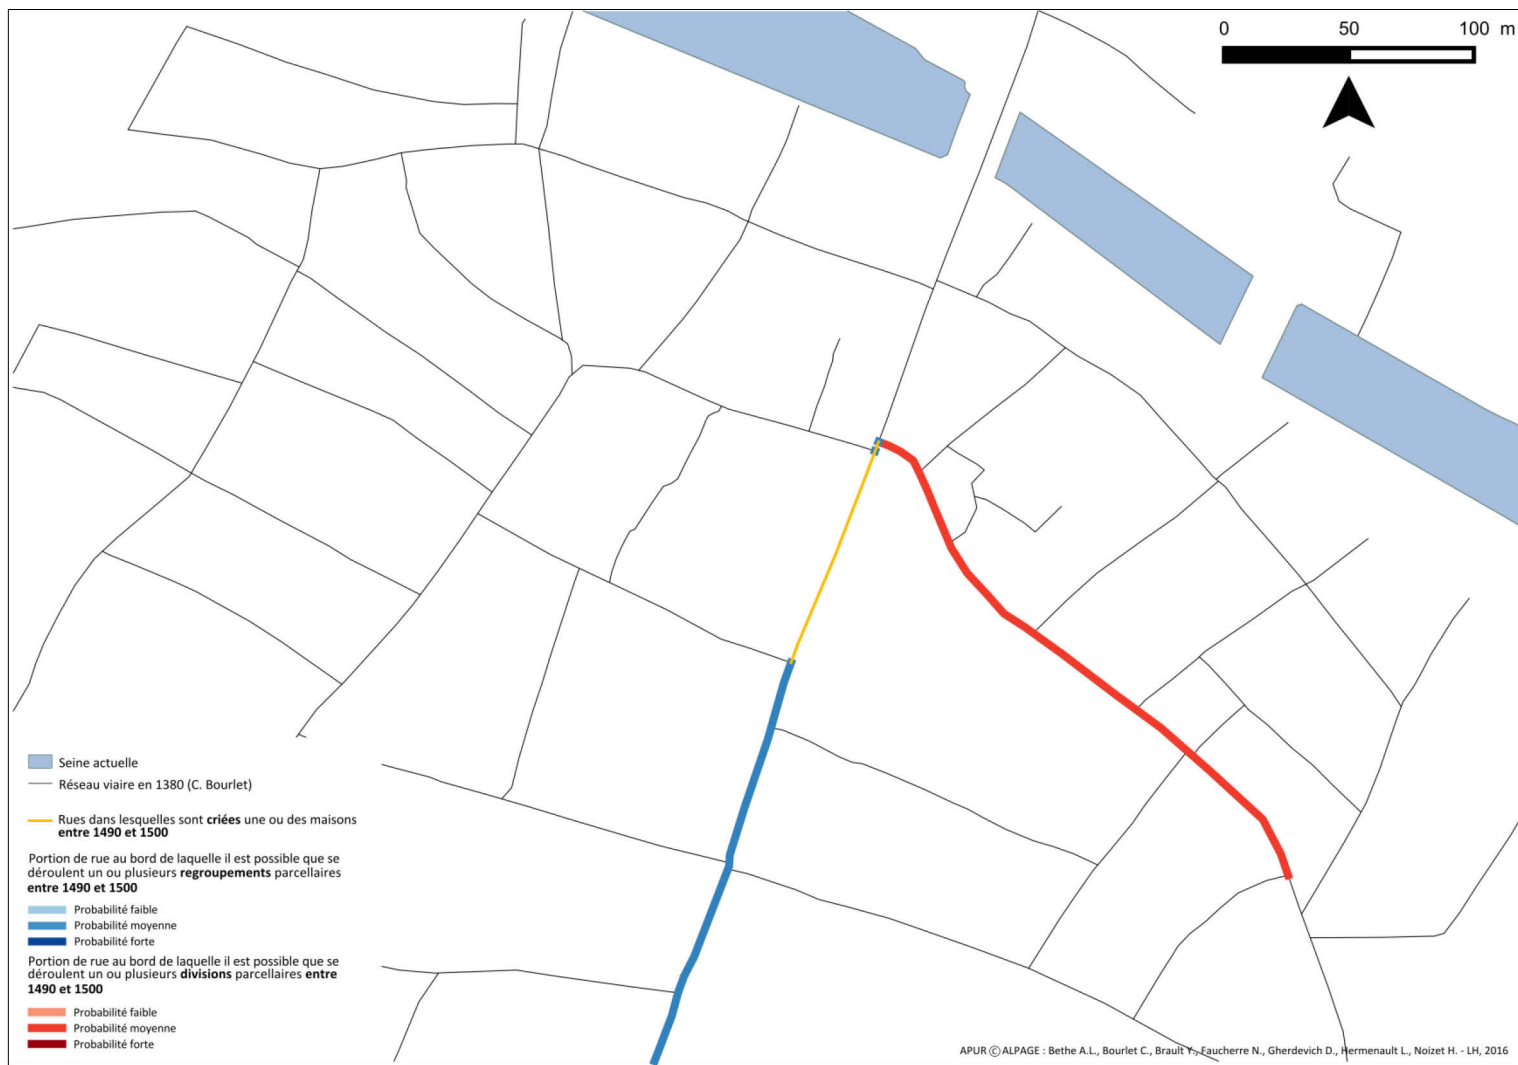 0 50 100 m
Seine actuelle
Réseau viaire en 1380 (C. Bourlet)
Rues dans lesquelles sont criées une ou des maisons
entre 1490 et 1500
Portion de rue au bord de laquelle il est possible que se
déroulent un ou plusieurs regroupements parcellaires
entre 1490 et 1500
Probabilité faible
Probabilité moyenne
Probabilité forte
Portion de rue au bord de laquelle il est possible que se
déroulent un ou plusieurs divisions parcellaires entre
1490 et 1500
Probabilité faible
Probabilité moyenne
Probabilité forte
APUR © ALPAGE : Bethe A.L., Bourlet C., Brault Y., Faucherre N., Gherdevich D., Hermenault L., Noizet H. - LH, 2016